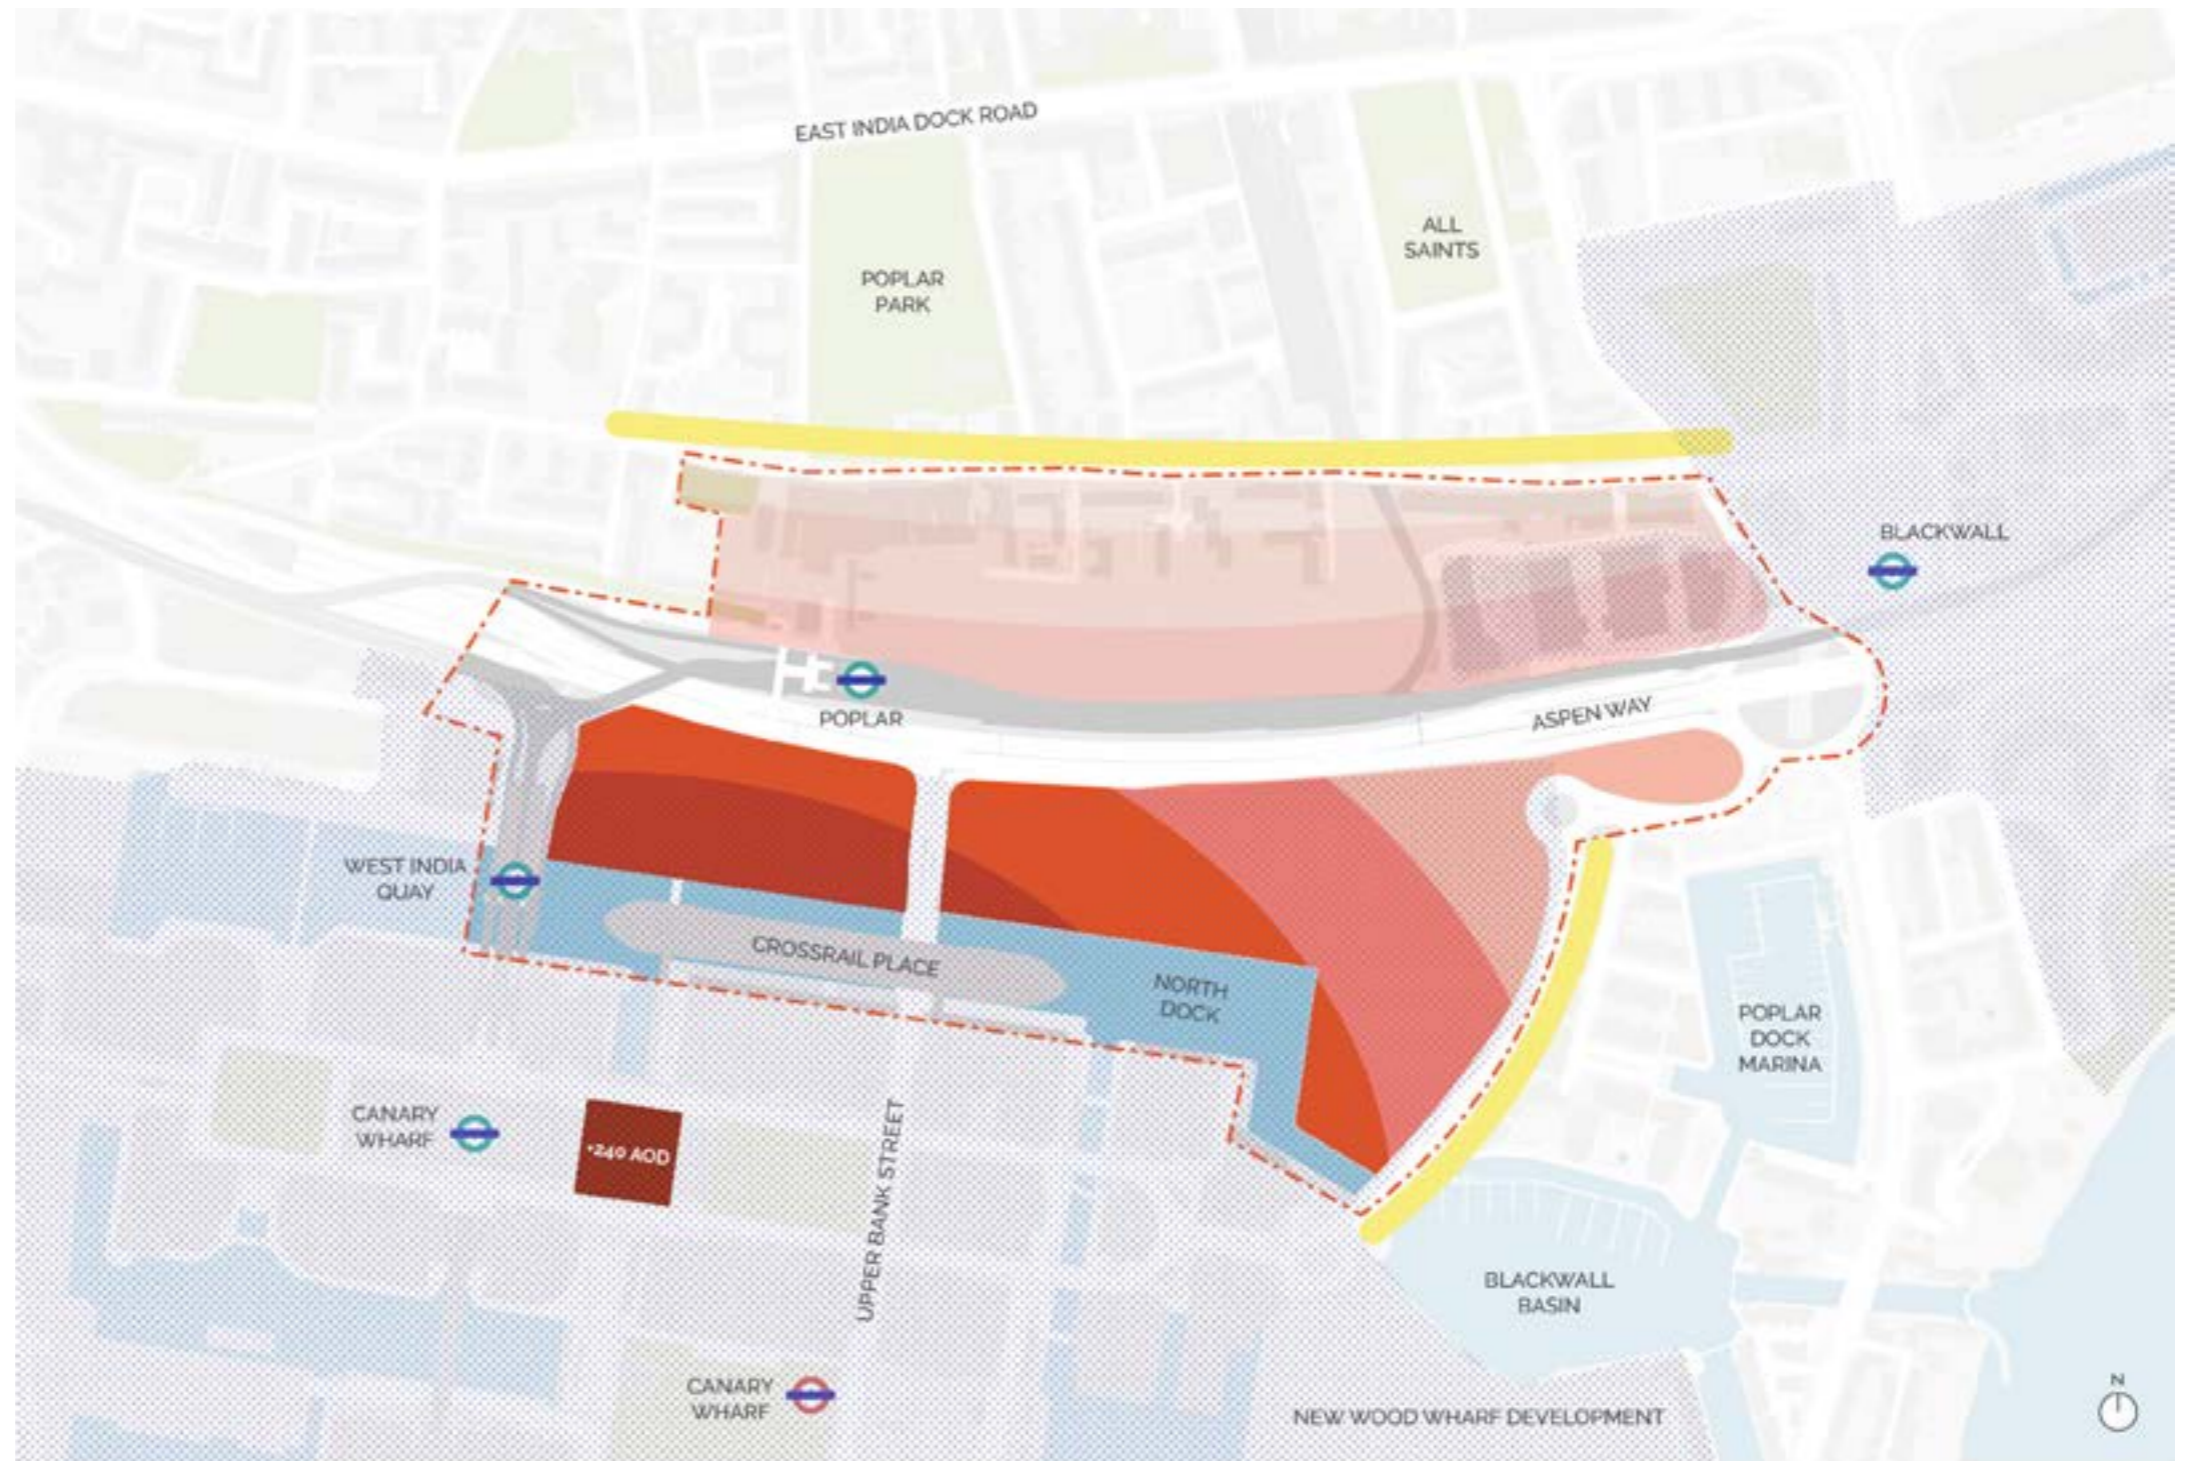 EAST INDIA DOCK ROAD
ALL
SAINTS
POPLAR
PARK
BLACKWALL
POPLAR
ASPEN WAY
WEST INDIA
QUAY
CROSSRAIL PLACE
NORTH
DOCK
POPLAR
DOCK
MARINA
CANARY
WHARF
+240 AOD
UPPER BANK STREET
BLACKWALL
BASIN
CANARY
WHARF
NEW WOOD WHARF DEVELOPMENT
N